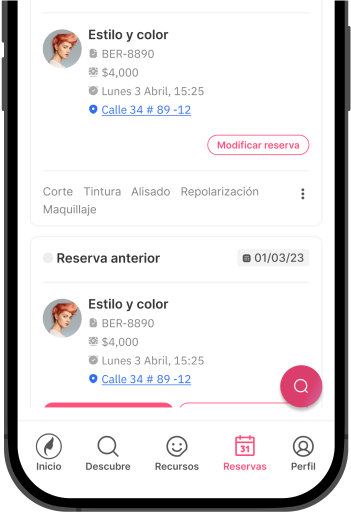 Estilo y color
BER-8890
$4,000
Lunes 3 Abril, 15:25
Calle 34 # 89 -12
Modificar reserva
Corte Tintura Alisado Repolarización
Maquillaje
Reserva anterior 01/03/23
Estilo y color
BER-8890
$4,000
Lunes 3 Abril, 15:25
Calle 34 # 89 -12
31
Inicio Descubre Recursos Reservas Perfil